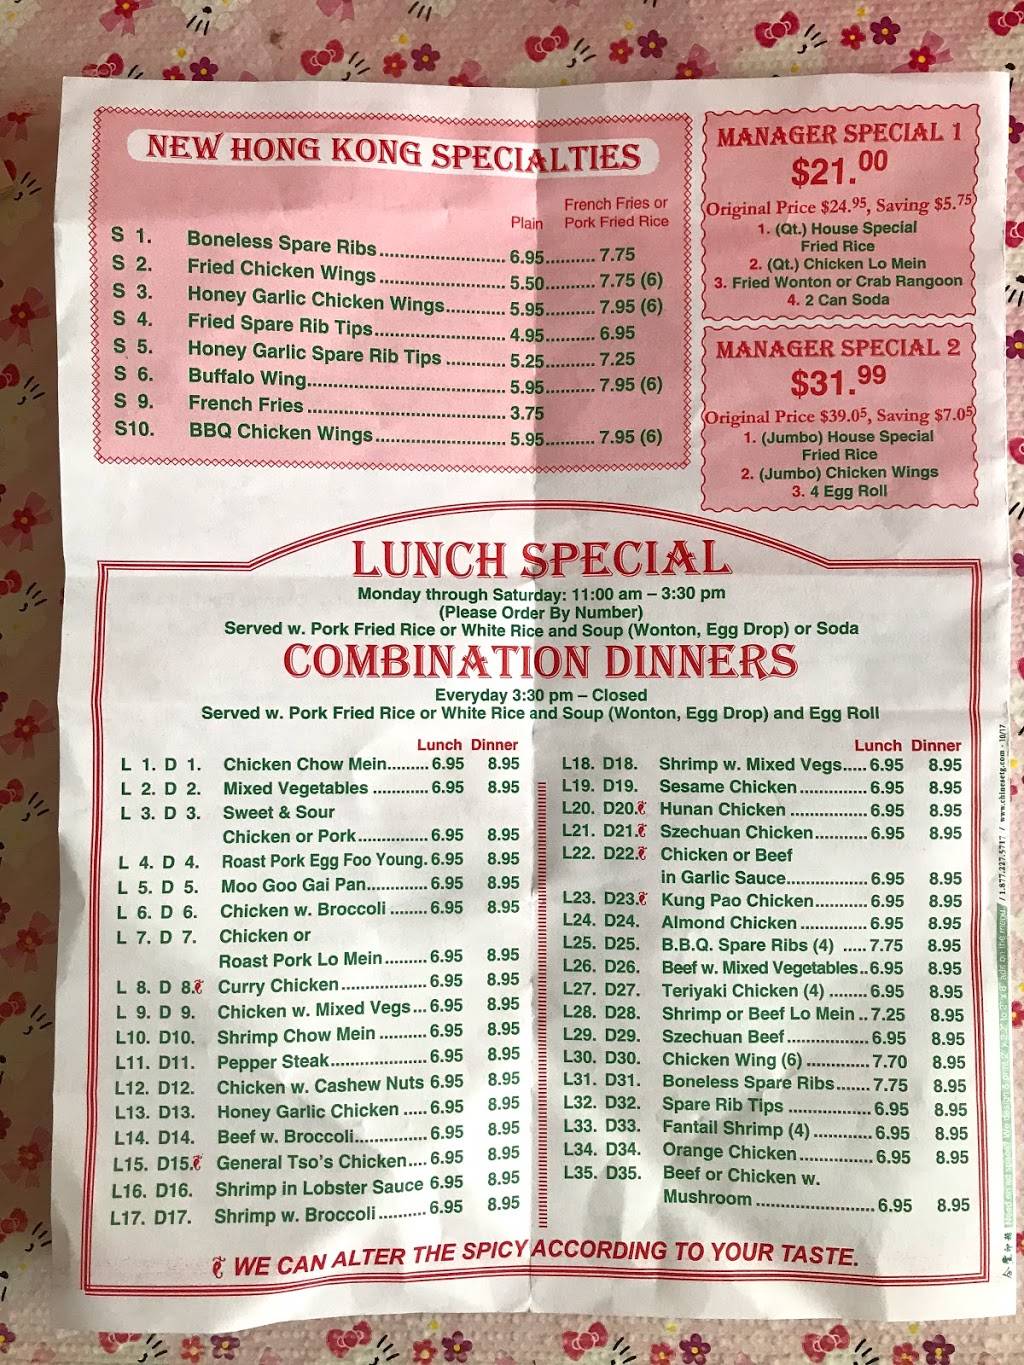 NEW HONG KONG SPECIALTIES
French Fries or
Plain Pork Fried Rice
S 1. Boneless Spare Ribs 6.95 7.75
S 2. Fried Chicken Wings 5.50 7.75 (6)
S 3. Honey Garlic Chicken Wings 5.95 7.95 (6)
S 4. Fried Spare Rib Tips 4.95 6.95
S 5. Honey Garlic Spare Rib Tips 5.25 7.25
S 6. Buffalo Wing 5.95 7.95 (6)
S 9. French Fries 3.75
S10. BBQ Chicken Wings 5.95 7.95 (6)
MANAGER SPECIAL 1
$21.00
Original Price $24.95, Saving $5.75
1. (Qt.) House Special
Fried Rice
2. (Qt.) Chicken Lo Mein
3. Fried Wonton or Crab Rangoon
4. 2 Can Soda
MANAGER SPECIAL 2
$31.99
Original Price $39.05, Saving $7.05
1. (Jumbo) House Special
Fried Rice
2. (Jumbo) Chicken Wings
3. 4 Egg Roll
LUNCH SPECIAL
Monday through Saturday: 11:00 am – 3:30 pm
(Please Order By Number)
Served w. Pork Fried Rice or White Rice and Soup (Wonton, Egg Drop) or Soda
COMBINATION DINNERS
Everyday 3:30 pm – Closed
Served w. Pork Fried Rice or White Rice and Soup (Wonton, Egg Drop) and Egg Roll
Lunch Dinner
L 1. D 1. Chicken Chow Mein 6.95 8.95
L 2. D 2. Mixed Vegetables 6.95 8.95
L 3. D 3. Sweet & Sour
Chicken or Pork 6.95 8.95
L 4. D 4. Roast Pork Egg Foo Young 6.95 8.95
L 5. D 5. Moo Goo Gai Pan 6.95 8.95
L 6. D 6. Chicken w. Broccoli 6.95 8.95
L 7. D 7. Chicken or
Roast Pork Lo Mein 6.95 8.95
L 8. D 8. Curry Chicken 6.95 8.95
L 9. D 9. Chicken w. Mixed Vegs 6.95 8.95
L10. D10. Shrimp Chow Mein 6.95 8.95
L11. D11. Pepper Steak 6.95 8.95
L12. D12. Chicken w. Cashew Nuts 6.95 8.95
L13. D13. Honey Garlic Chicken 6.95 8.95
L14. D14. Beef w. Broccoli 6.95 8.95
L15. D15. General Tso's Chicken 6.95 8.95
L16. D16. Shrimp in Lobster Sauce 6.95 8.95
L17. D17. Shrimp w. Broccoli 6.95 8.95
Lunch Dinner
L18. D18. Shrimp w. Mixed Vegs 6.95 8.95
L19. D19. Sesame Chicken 6.95 8.95
L20. D20. Hunan Chicken 6.95 8.95
L21. D21. Szechuan Chicken 6.95 8.95
L22. D22. Chicken or Beef
in Garlic Sauce 6.95 8.95
L23. D23. Kung Pao Chicken 6.95 8.95
L24. D24. Almond Chicken 6.95 8.95
L25. D25. B.B.Q. Spare Ribs (4) 7.75 8.95
L26. D26. Beef w. Mixed Vegetables 6.95 8.95
L27. D27. Teriyaki Chicken (4) 6.95 8.95
L28. D28. Shrimp or Beef Lo Mein 7.25 8.95
L29. D29. Szechuan Beef 6.95 8.95
L30. D30. Chicken Wing (6) 7.70 8.95
L31. D31. Boneless Spare Ribs 7.75 8.95
L32. D32. Spare Rib Tips 6.95 8.95
L33. D33. Fantail Shrimp (4) 6.95 8.95
L34. D34. Orange Chicken 6.95 8.95
L35. D35. Beef or Chicken w.
Mushroom 6.95 8.95
WE CAN ALTER THE SPICY ACCORDING TO YOUR TASTE.
/ 1.877.227.5717 / www.chinesetg.com - 10/17